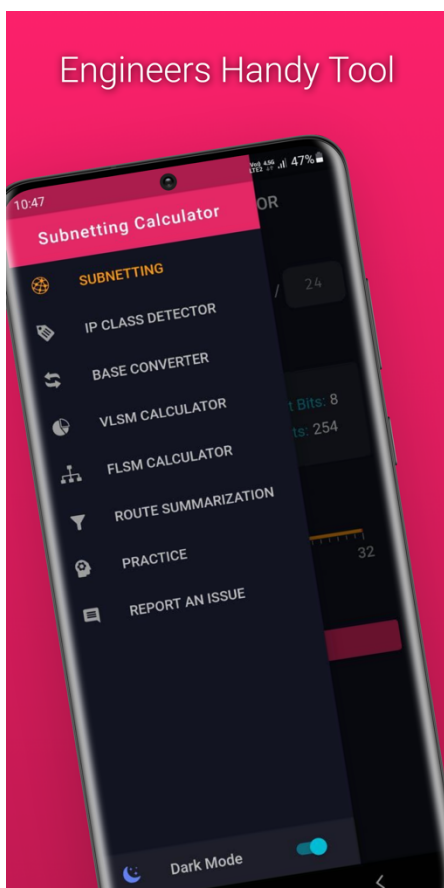 Engineers Handy Tool
10:47
47%
Subnetting Calculator
OR
SUBNETTING
/ 24
IP CLASS DETECTOR
BASE CONVERTER
VLSM CALCULATOR
t Bits: 8
ts: 254
FLSM CALCULATOR
ROUTE SUMMARIZATION
32
PRACTICE
REPORT AN ISSUE
Dark Mode